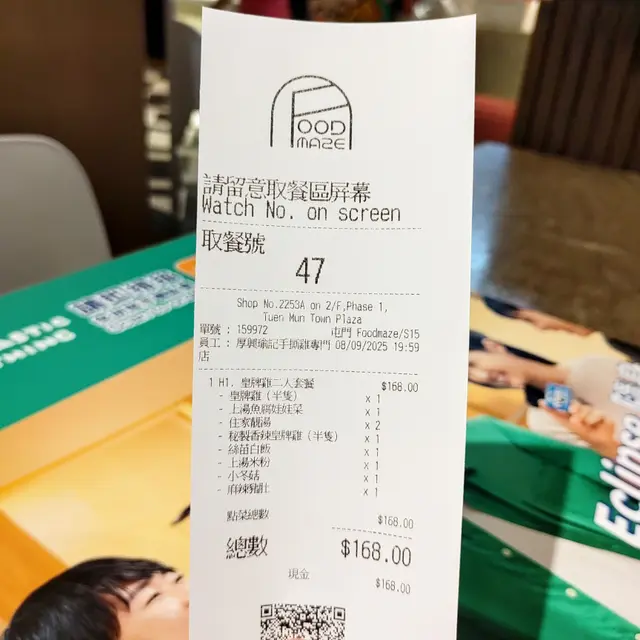 FOOD
MAZE
請留意取餐區屏幕
Watch No. on screen
取餐號
47
Shop No.2253A on 2/F,Phase 1,
Tuen Mun Town Plaza
單號 : 159972 屯門 Foodmaze/S15
員工 : 厚興瑜記手撕雞專門 08/09/2025 19:59
店
1 H1. 皇牌雞二人套餐 $168.00
- 皇牌雞 (半隻) x 1
- 上湯魚腐娃娃菜 x 1
- 住家靚湯 x 2
- 秘製香辣皇牌雞 (半隻) x 1
- 絲苗白飯 x 1
- 上湯米粉 x 1
- 小冬菇 x 1
- 麻辣豬肚 x 1
點菜總數 $168.00
總數 $168.00
現金 $168.00
Eclipse